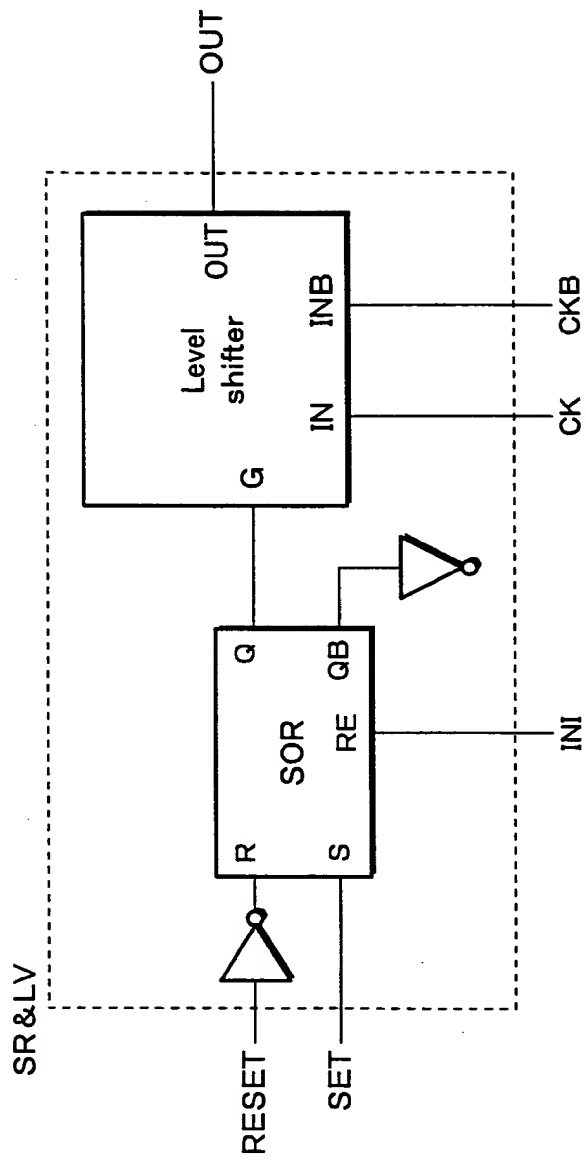 SR&LV
RESET
SET
R
S
SOR
Q
QB
RE
INI
G
Level
shifter
OUT
IN
INB
OUT
CK
CKB